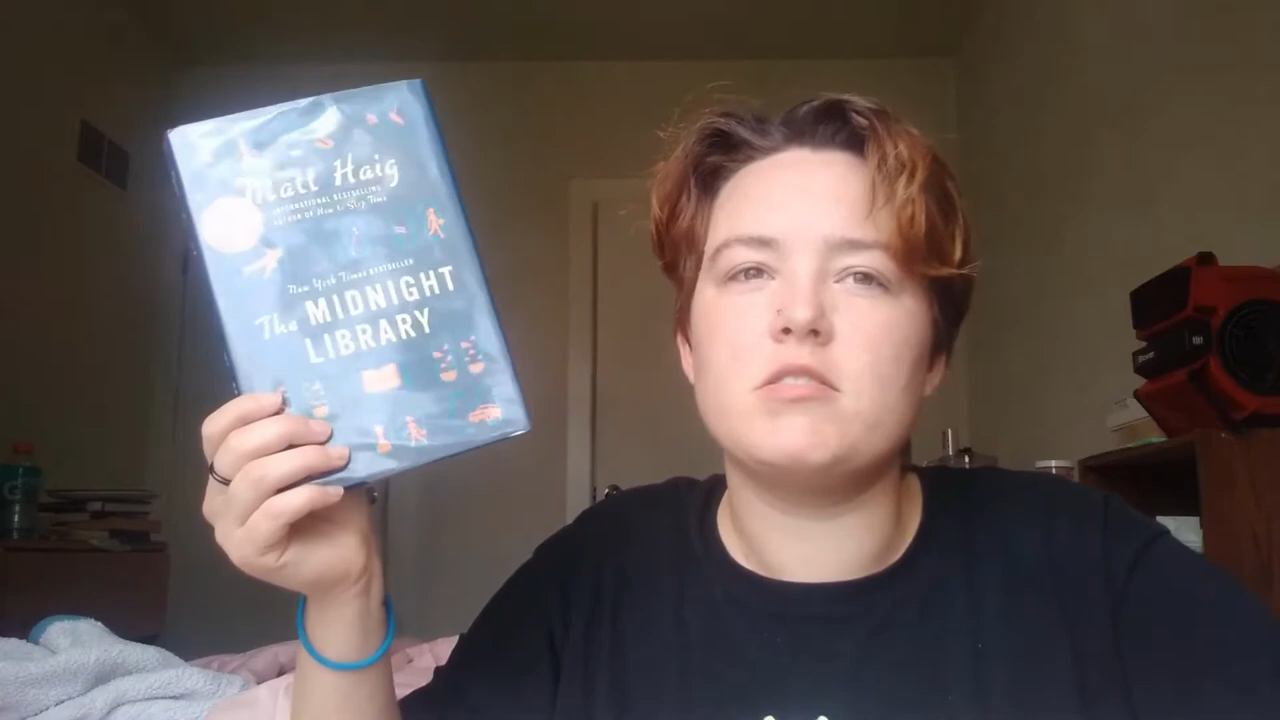 Matt Haig
INTERNATIONAL BESTSELLING
AUTHOR OF How to Stop Time
New York Times BESTSELLER
The MIDNIGHT
LIBRARY
G